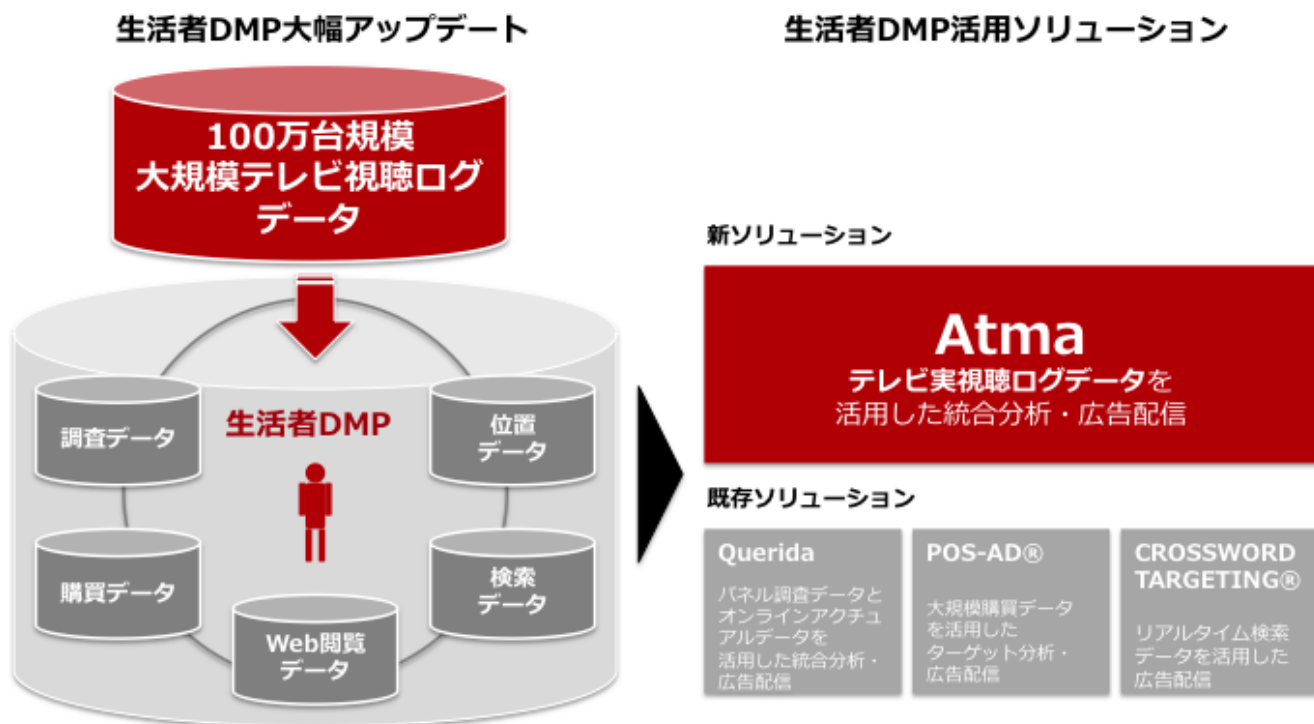 生活者DMP大幅アップデート
100万台規模
大規模テレビ視聴ログ
データ
調査データ
生活者DMP
位置
データ
購買データ
検索
データ
Web閲覧
データ
生活者DMP活用ソリューション
新ソリューション
Atma
テレビ実視聴ログデータを
活用した統合分析・広告配信
既存ソリューション
Querida
パネル調査データと
オンラインアクチュ
アルデータを
活用した統合分析・
広告配信
POS-AD®
大規模購買データ
を活用した
ターゲット分析・
広告配信
CROSSWORD
TARGETING®
リアルタイム検索
データを活用した
広告配信